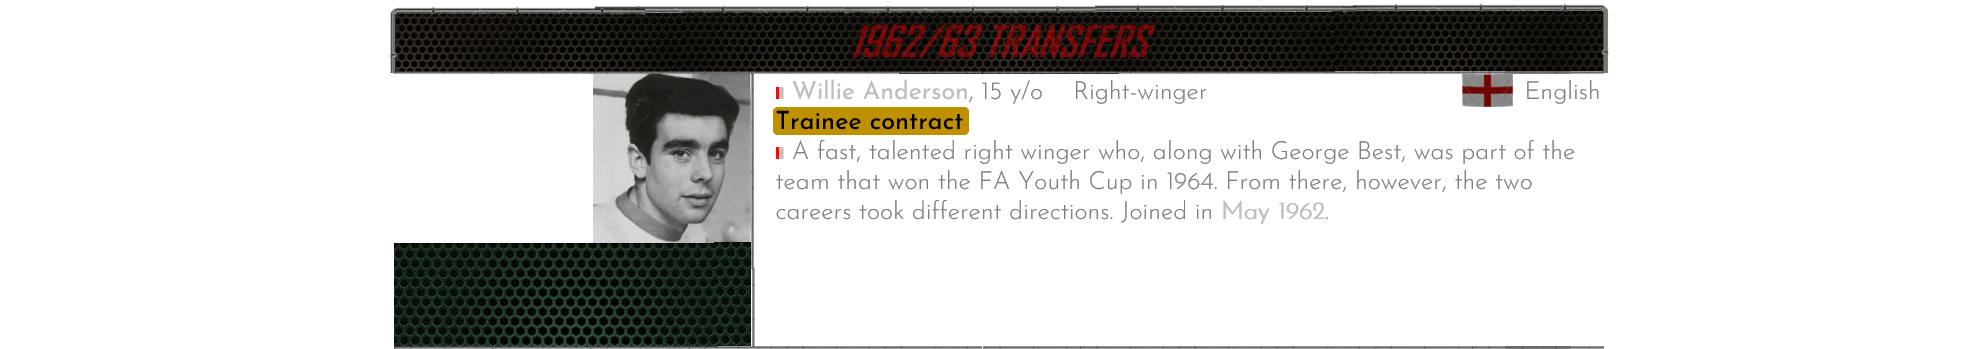 1962/63 TRANSFERS
Willie Anderson, 15 y/o Right-winger English
Trainee contract
A fast, talented right winger who, along with George Best, was part of the
team that won the FA Youth Cup in 1964. From there, however, the two
careers took different directions. Joined in May 1962.